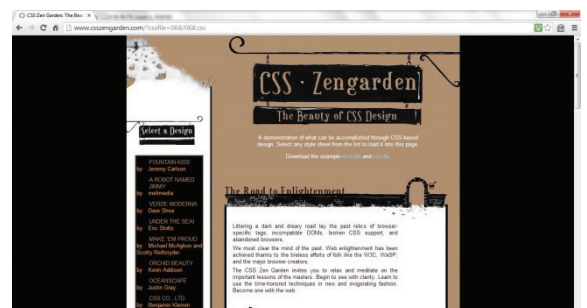 CSS Zen Garden: The Beau
www.csszengarden.com/?cssfile=068/068.css
CSS · Zengarden
The Beauty of CSS Design
A demonstration of what can be accomplished through CSS-based
design. Select any style sheet from the list to load it into this page.
Download the example html file and css file
Select a Design
FOUNTAIN KISS
by Jeremy Carlson
A ROBOT NAMED
JIMMY
by meltmedia
VERDE MODERNA
by Dave Shea
UNDER THE SEA!
by Eric Stoltz
MAKE 'EM PROUD
by Michael McAghon and
Scotty Reifsnyder
ORCHID BEAUTY
by Kevin Addison
OCEANSCAPE
by Justin Gray
CSS CO., LTD.
by Benjamin Klemm
The Road to Enlightenment
Littering a dark and dreary road lay the past relics of browser-
specific tags, incompatible DOMs, broken CSS support, and
abandoned browsers.
We must clear the mind of the past. Web enlightenment has been
achieved thanks to the tireless efforts of folk like the W3C, WaSP,
and the major browser creators.
The CSS Zen Garden invites you to relax and meditate on the
important lessons of the masters. Begin to see with clarity. Learn to
use the time-honored techniques in new and invigorating fashion.
Become one with the web.